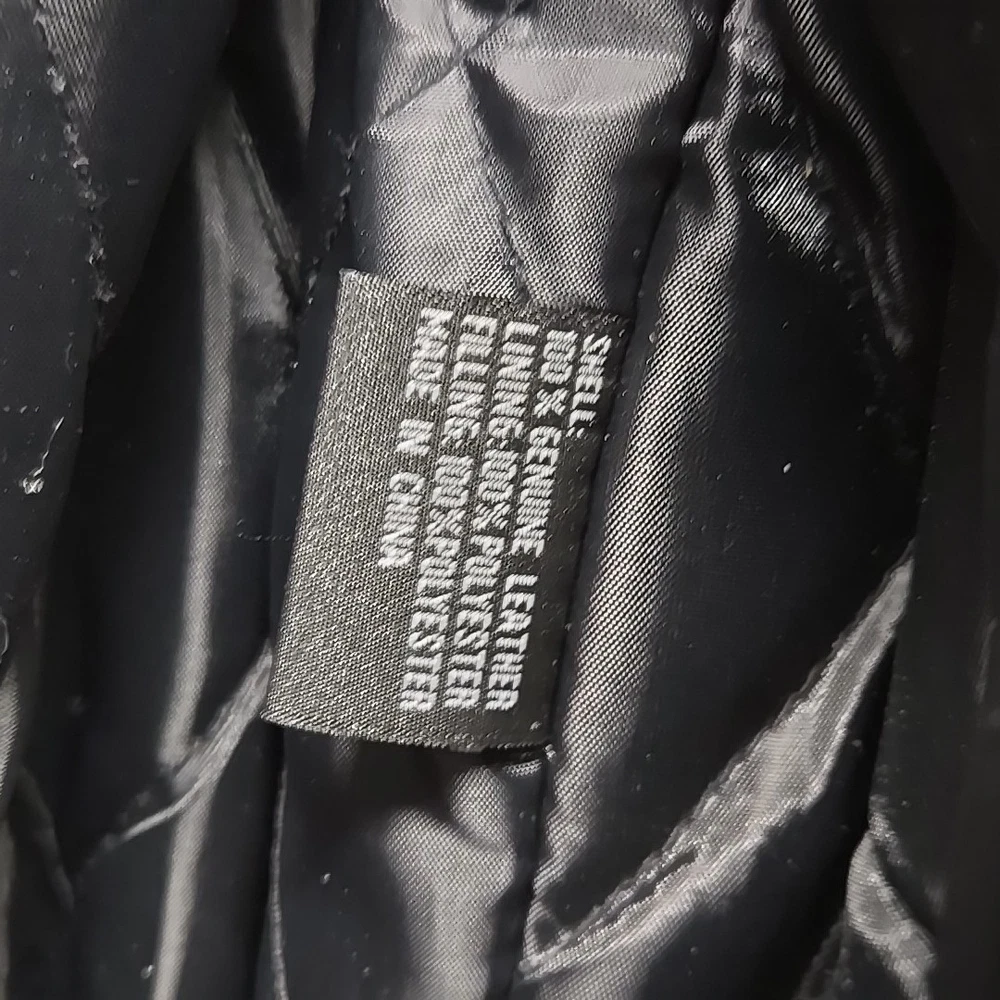 SHELL:
100% GENUINE LEATHER
LINING:100% POLYESTER
FILLING:100% POLYESTER
MADE IN CHINA